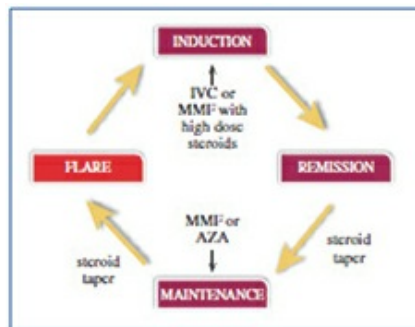 INDUCTION
IVC or
MMF with
high dose
steroids
FLARE
REMISSION
MMF or
AZA
steroid
taper
steroid
taper
MAINTENANCE